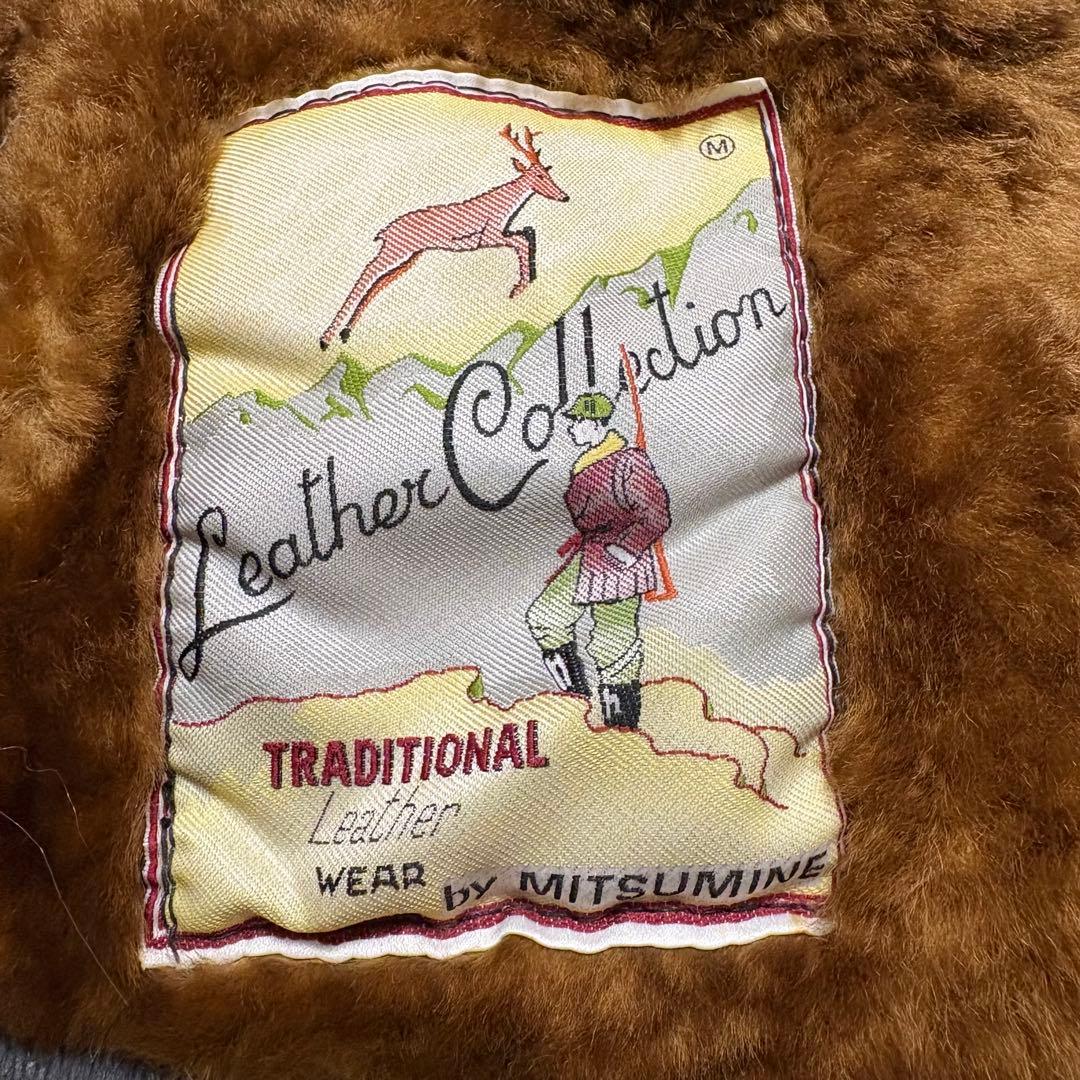 Ⓜ
Leather Collection
TRADITIONAL
Leather
WEAR by MITSUMINE